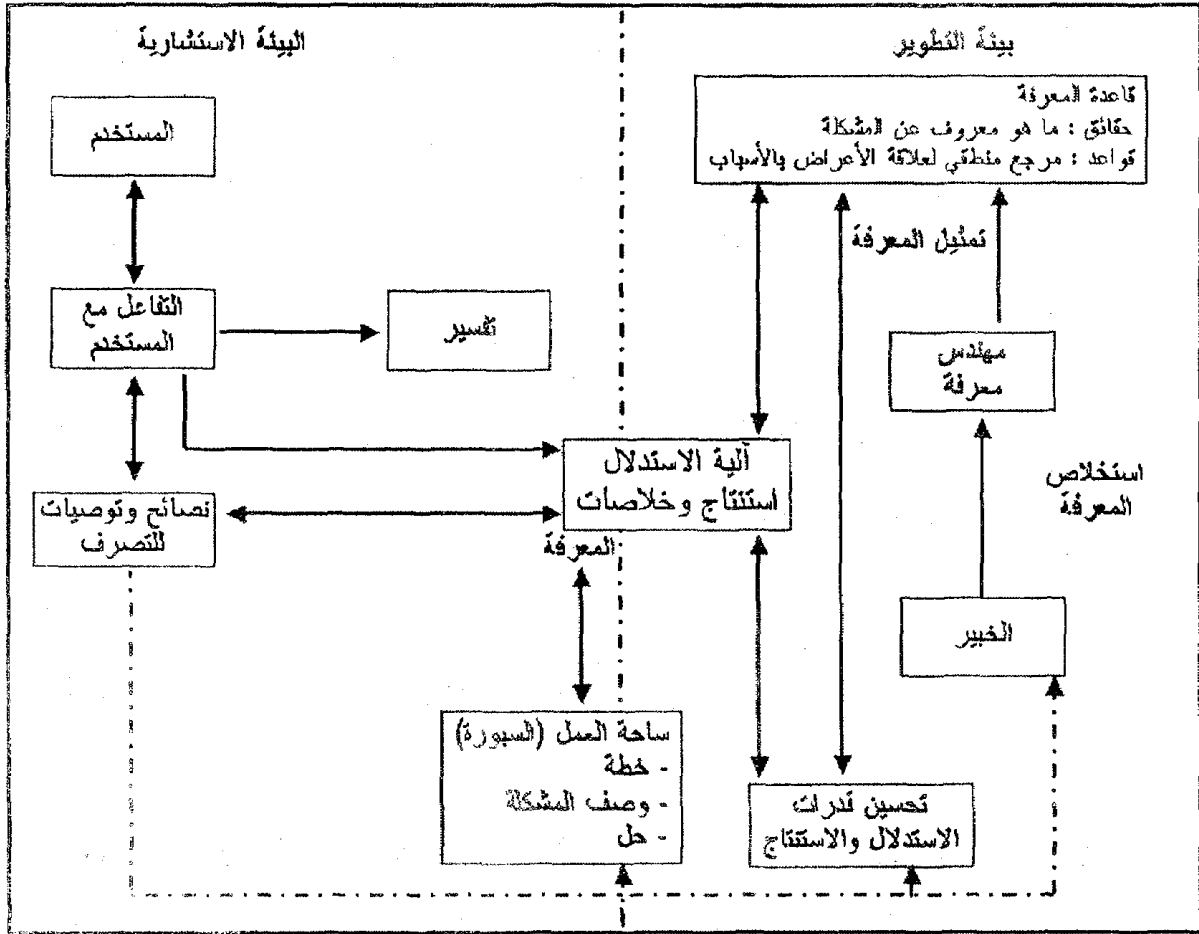 بيئة التطوير
البيئة الاستشارية
قاعدة المعرفة
حقائق : ما هو معروف عن المشكلة
قواعد : مرجع منطقي لعلاقة الأعراض بالأسباب
المستخدم
تمثيل المعرفة
التفاعل مع
المستخدم
تفسير
مهندس
معرفة
آلية الاستدلال
استنتاج وخلاصات
المعرفة
استخلاص
المعرفة
نصائح وتوصيات
للتصرف
الخبير
ساحة العمل (السبورة)
- خطة
- وصف المشكلة
- حل
تحسين قدرات
الاستدلال والاستنتاج